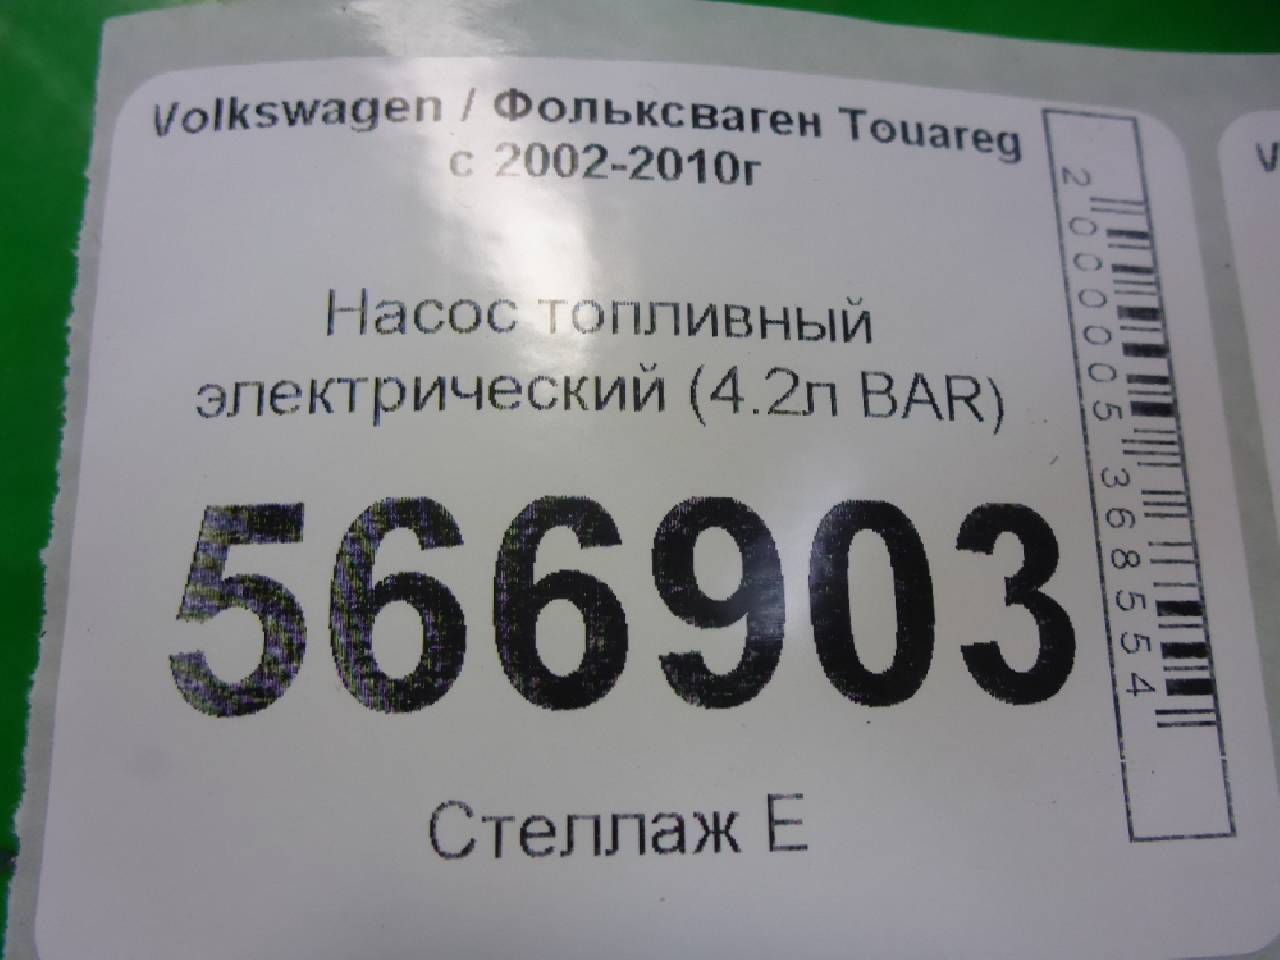 Volkswagen / Фольксваген Touareg
с 2002-2010г
Насос топливный
электрический (4.2л BAR)
566903
Стеллаж Е
2000005368554
V